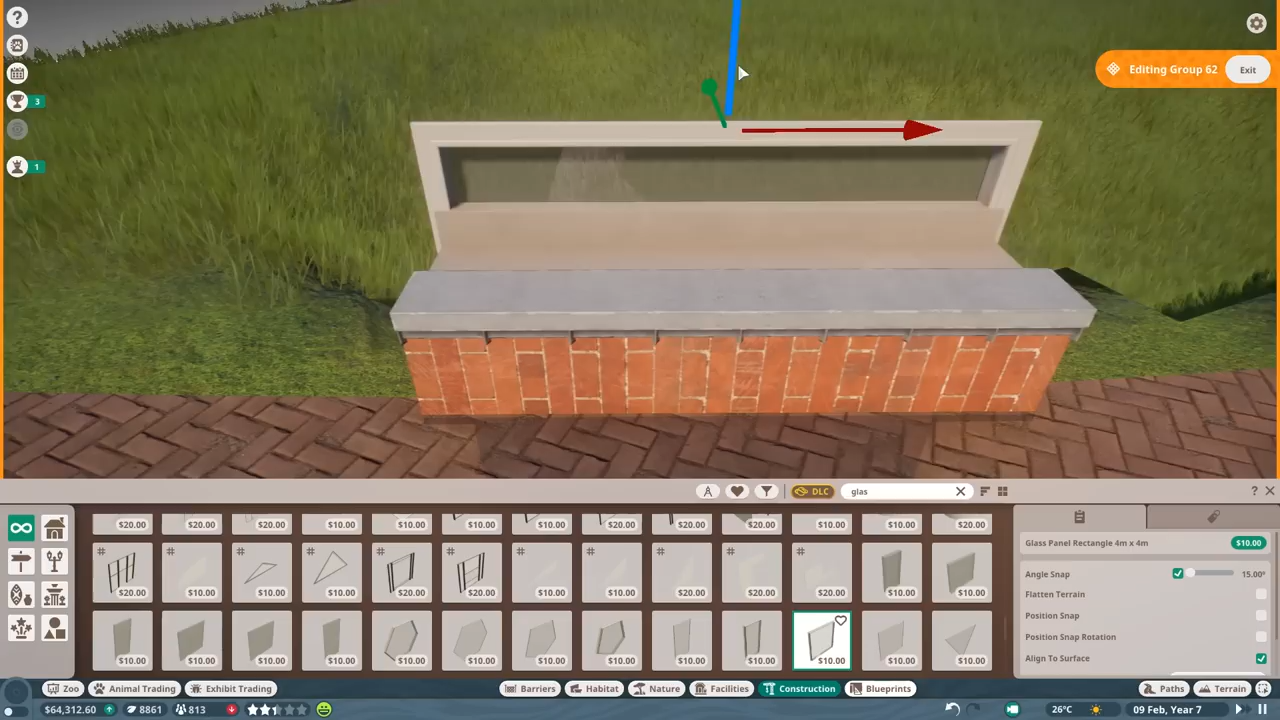 ?
3
1
Editing Group 62
Exit
DLC
glas
?
$20.00 $20.00 $10.00 $10.00 $20.00 $20.00 $10.00 $10.00 $20.00 $20.00 $10.00 $10.00 $20.00
$20.00 $10.00 $10.00 $10.00 $20.00 $20.00 $10.00 $10.00 $20.00 $20.00 $20.00 $10.00 $10.00
$10.00 $10.00 $10.00 $10.00 $10.00 $10.00 $10.00 $10.00 $10.00 $10.00 $10.00 $10.00 $10.00
Glass Panel Rectangle 4m x 4m $10.00
Angle Snap 15.00°
Flatten Terrain
Position Snap
Position Snap Rotation
Align To Surface
Zoo Animal Trading Exhibit Trading Barriers Habitat Nature Facilities Construction Blueprints Paths Terrain
$64,312.60 8861 813 26°C 09 Feb, Year 7